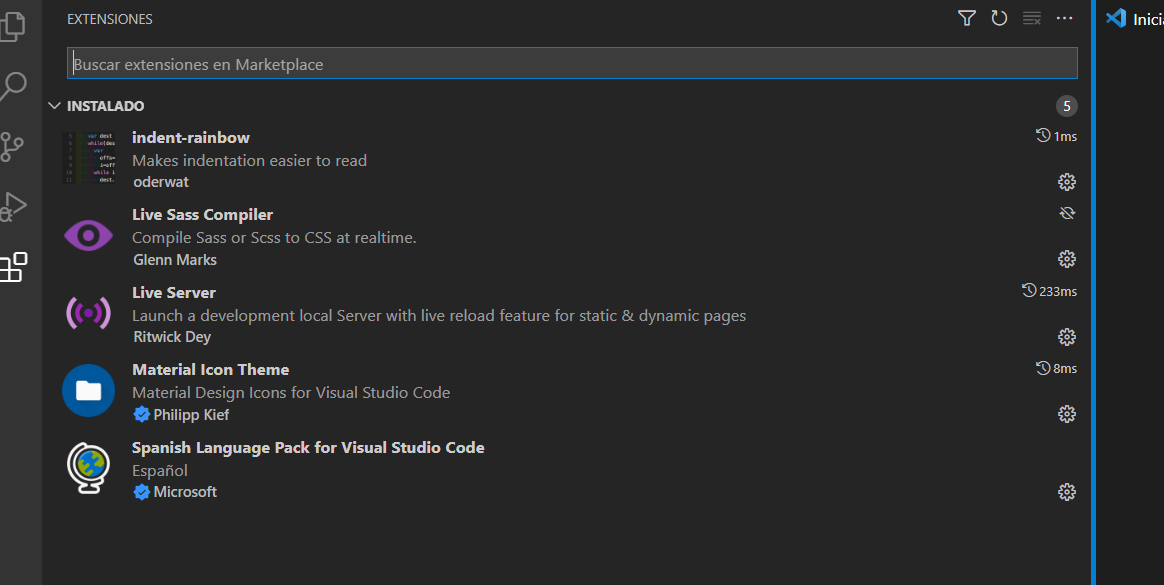 EXTENSIONES
Inicia
Buscar extensiones en Marketplace
INSTALADO
5
indent-rainbow
1ms
Makes indentation easier to read
oderwat
Live Sass Compiler
Compile Sass or Scss to CSS at realtime.
Glenn Marks
Live Server
233ms
Launch a development local Server with live reload feature for static & dynamic pages
Ritwick Dey
Material Icon Theme
8ms
Material Design Icons for Visual Studio Code
Philipp Kief
Spanish Language Pack for Visual Studio Code
Español
Microsoft